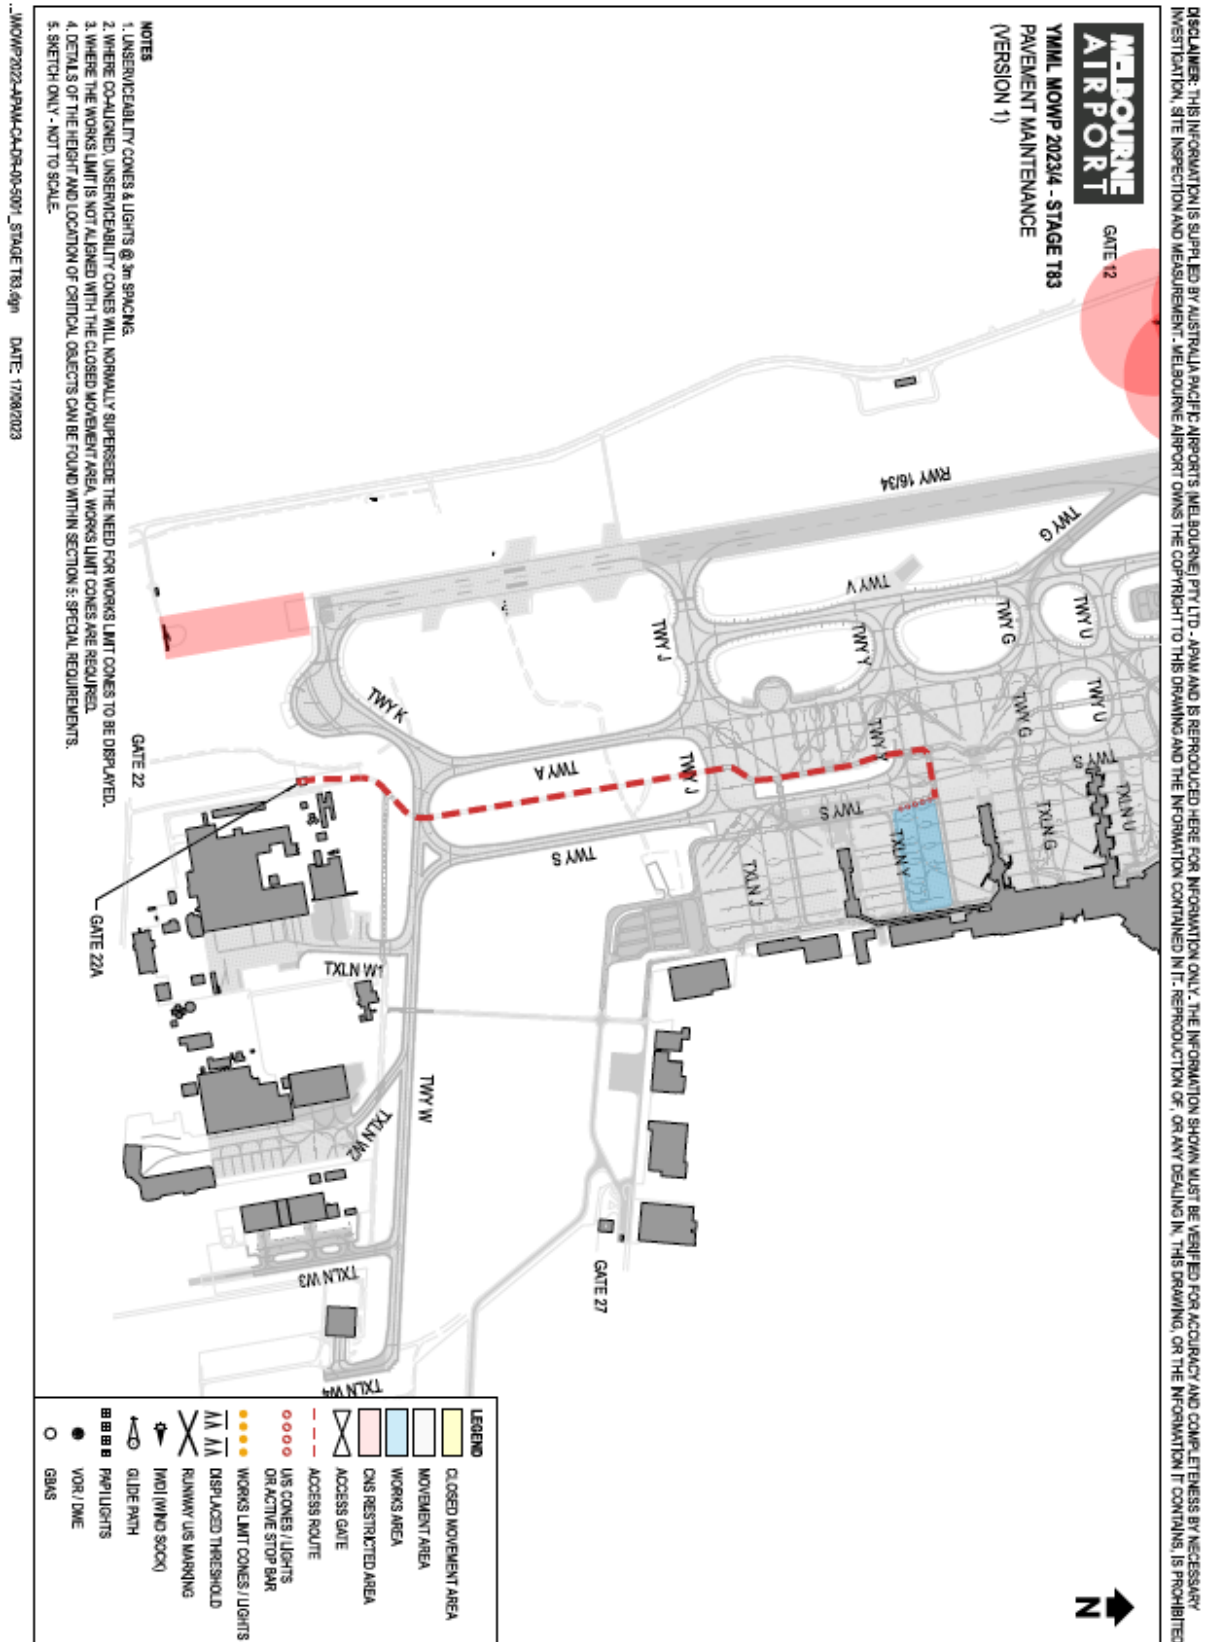 DISCLAIMER: THIS INFORMATION IS SUPPLIED BY AUSTRALIA PACIFIC AIRPORTS (MELBOURNE) PTY LTD - APAM AND IS REPRODUCED HERE FOR INFORMATION ONLY. THE INFORMATION SHOWN MUST BE VERIFIED FOR ACCURACY AND COMPLETENESS BY NECESSARY
INVESTIGATION, SITE INSPECTION AND MEASUREMENT. MELBOURNE AIRPORT OWNS THE COPYRIGHT TO THIS DRAWING AND THE INFORMATION CONTAINED IN IT. REPRODUCTION OF, OR ANY DEALING IN, THIS DRAWING, OR THE INFORMATION IT CONTAINS, IS PROHIBITED
MELBOURNE
AIRPORT
YMML MOWP 2023/4 - STAGE T83
PAVEMENT MAINTENANCE
(VERSION 1)
GATE 12
RWY 16/34
TWY G
TWY V
TWY U
TWY G
TWY Y
TWY J
TWY U
TWY G
TWY Y
TWY S
TXLN U
TXLN G
TWY K
TWY A
TWY J
TWY S
TXLN Y
TWY S
TXLN J
GATE 22
GATE 22A
TXLN W1
TWY W
TXLN W2
TXLN W3
GATE 27
TXLN W4
N
NOTES
1. UNSERVICEABILITY CONES & LIGHTS @ 3m SPACING.
2. WHERE CO-ALIGNED, UNSERVICEABILITY CONES WILL NORMALLY SUPERSEDE THE NEED FOR WORKS LIMIT CONES TO BE DISPLAYED.
3. WHERE THE WORKS LIMIT IS NOT ALIGNED WITH THE CLOSED MOVEMENT AREA, WORKS LIMIT CONES ARE REQUIRED.
4. DETAILS OF THE HEIGHT AND LOCATION OF CRITICAL OBJECTS CAN BE FOUND WITHIN SECTION 5: SPECIAL REQUIREMENTS.
5. SKETCH ONLY - NOT TO SCALE.
LEGEND
CLOSED MOVEMENT AREA
MOVEMENT AREA
WORKS AREA
CNS RESTRICTED AREA
ACCESS GATE
ACCESS ROUTE
U/S CONES / LIGHTS
OR ACTIVE STOP BAR
WORKS LIMIT CONES / LIGHTS
DISPLACED THRESHOLD
RUNWAY U/S MARKING
IWDI (WIND SOCK)
GLIDE PATH
PAPI LIGHTS
VOR / DME
GBAS
...\MOWP2022-APAM-CA-DR-00-5001_STAGE T83.dgn DATE: 17/08/2023